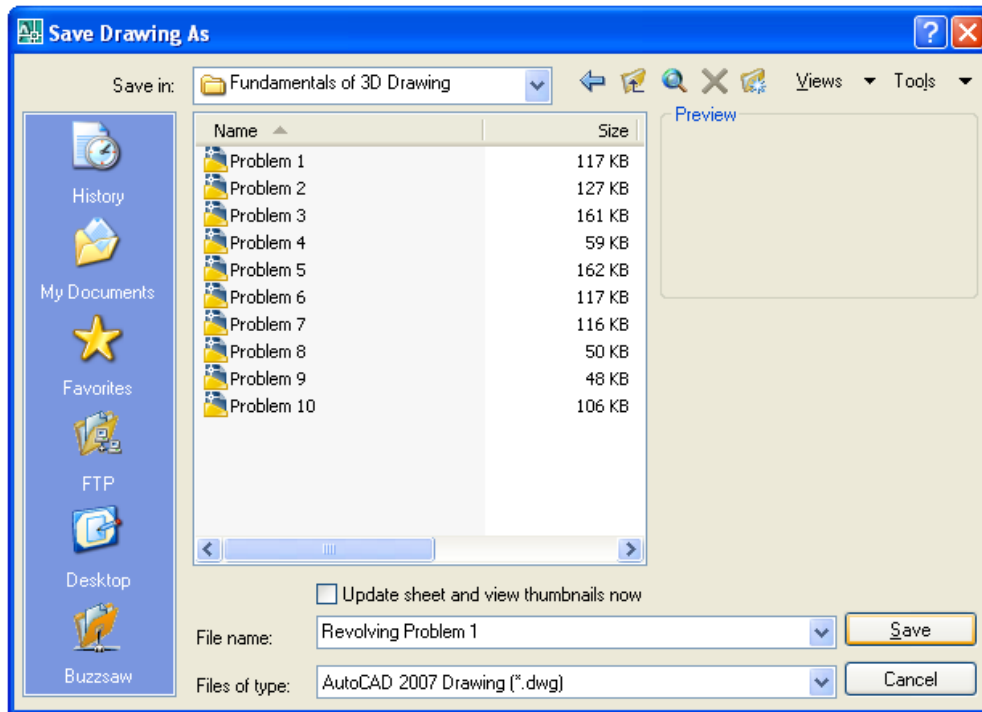 Save Drawing As
Save in: Fundamentals of 3D Drawing Views Tools
Name Size Preview
Problem 1 117 KB
Problem 2 127 KB
Problem 3 161 KB
Problem 4 59 KB
Problem 5 162 KB
Problem 6 117 KB
Problem 7 116 KB
Problem 8 50 KB
Problem 9 48 KB
Problem 10 106 KB
History
My Documents
Favorites
FTP
Desktop
Buzzsaw
Update sheet and view thumbnails now
File name: Revolving Problem 1 Save
Files of type: AutoCAD 2007 Drawing (*.dwg) Cancel